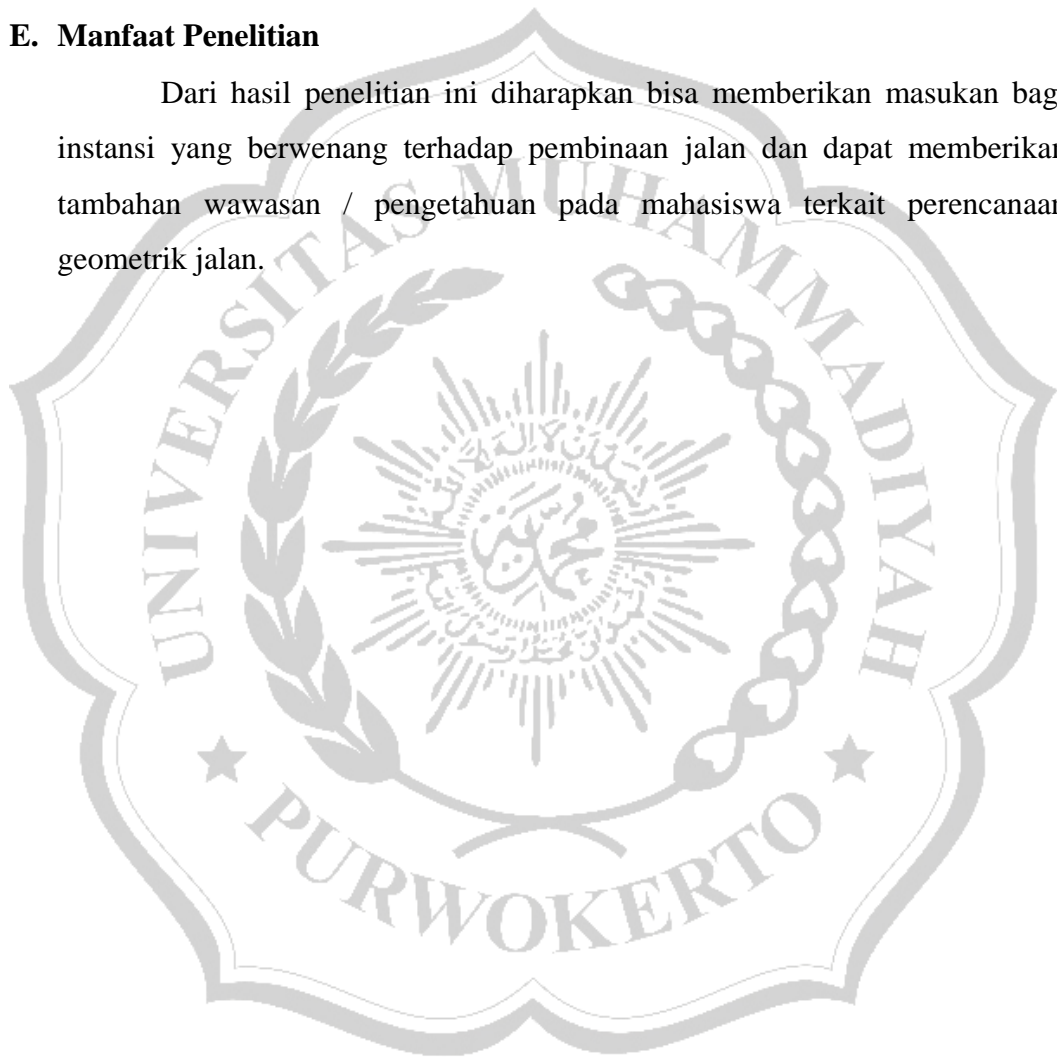 E. Manfaat Penelitian
Dari hasil penelitian ini diharapkan bisa memberikan masukan bag
instansi yang berwenang terhadap pembinaan jalan dan dapat memberikan
tambahan wawasan / pengetahuan pada mahasiswa terkait perencanaan
geometrik jalan.
UNIVERSITAS MUHAMMADIYAH
PURWOKERTO